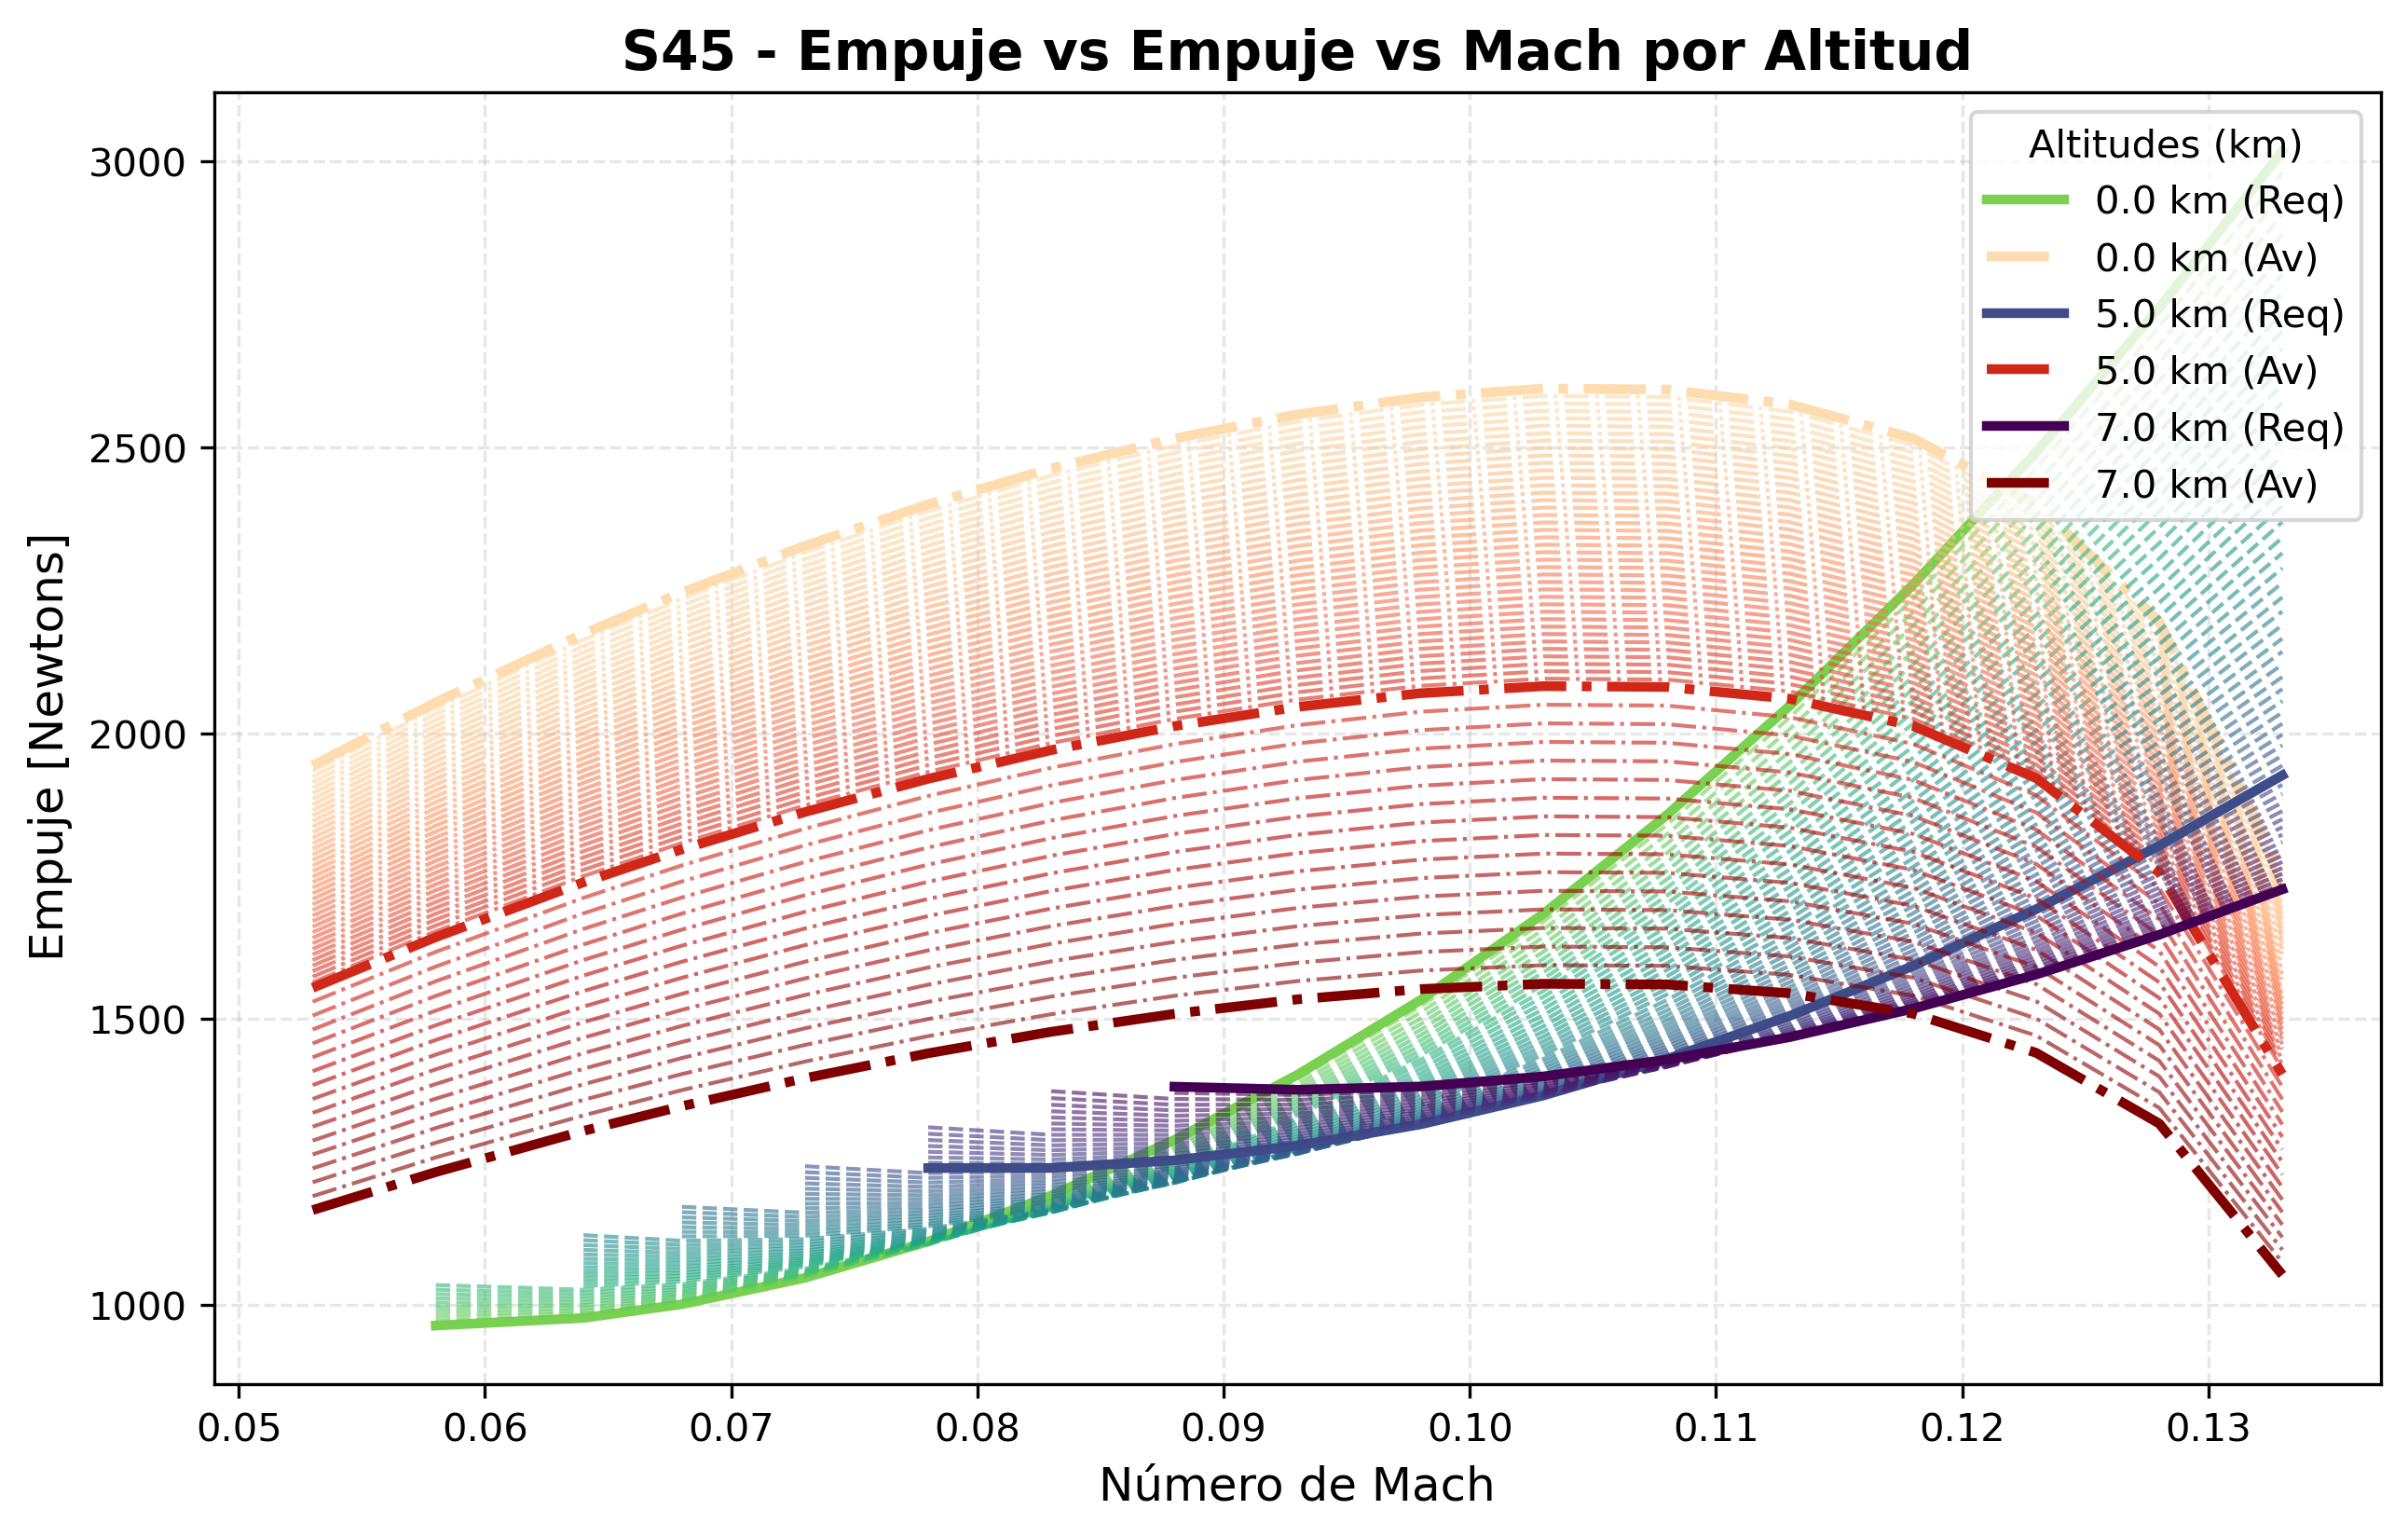 S45 - Empuje vs Empuje vs Mach por Altitud
Empuje [Newtons]
3000
2500
2000
1500
1000
Altitudes (km)
0.0 km (Req)
0.0 km (Av)
5.0 km (Req)
5.0 km (Av)
7.0 km (Req)
7.0 km (Av)
0.05 0.06 0.07 0.08 0.09 0.10 0.11 0.12 0.13
Número de Mach